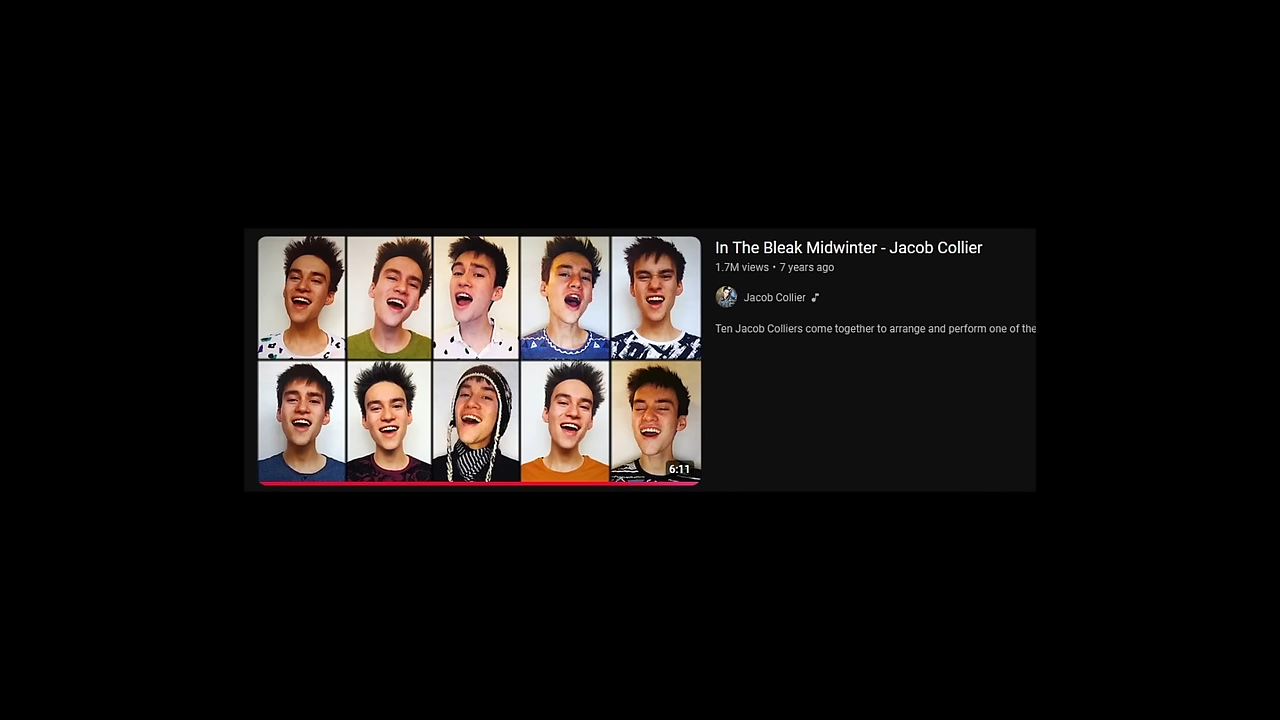 In The Bleak Midwinter - Jacob Collier
1.7M views • 7 years ago
Jacob Collier
Ten Jacob Colliers come together to arrange and perform one of the
6:11